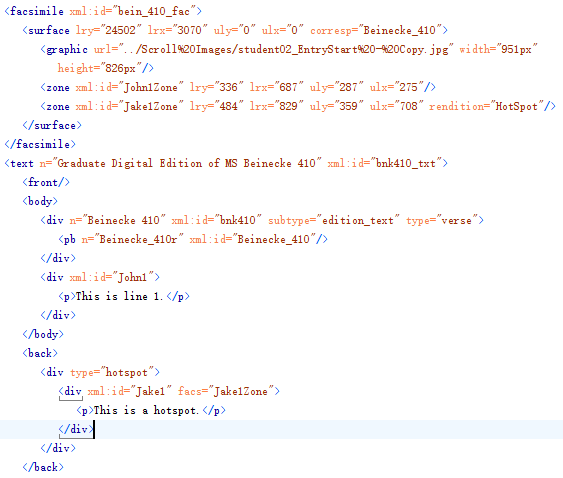 <facsimile xml:id="bein_410_fac">
<surface lry="24502" lrx="3070" uly="0" ulx="0" corresp="Beinecke_410">
<graphic url="../Scroll%20Images/student02_EntryStart%20-%20Copy.jpg" width="951px"
height="826px"/>
<zone xml:id="John1Zone" lry="336" lrx="687" uly="287" ulx="275"/>
<zone xml:id="Jake1Zone" lry="484" lrx="829" uly="359" ulx="708" rendition="HotSpot"/>
</surface>
</facsimile>
<text n="Graduate Digital Edition of MS Beinecke 410" xml:id="bnk410_txt">
<front/>
<body>
<div n="Beinecke 410" xml:id="bnk410" subtype="edition_text" type="verse">
<pb n="Beinecke_410r" xml:id="Beinecke_410"/>
</div>
<div xml:id="John1">
<p>This is line 1.</p>
</div>
</body>
<back>
<div type="hotspot">
<div xml:id="Jake1" facs="Jake1Zone">
<p>This is a hotspot.</p>
</div>
</div>
</back>